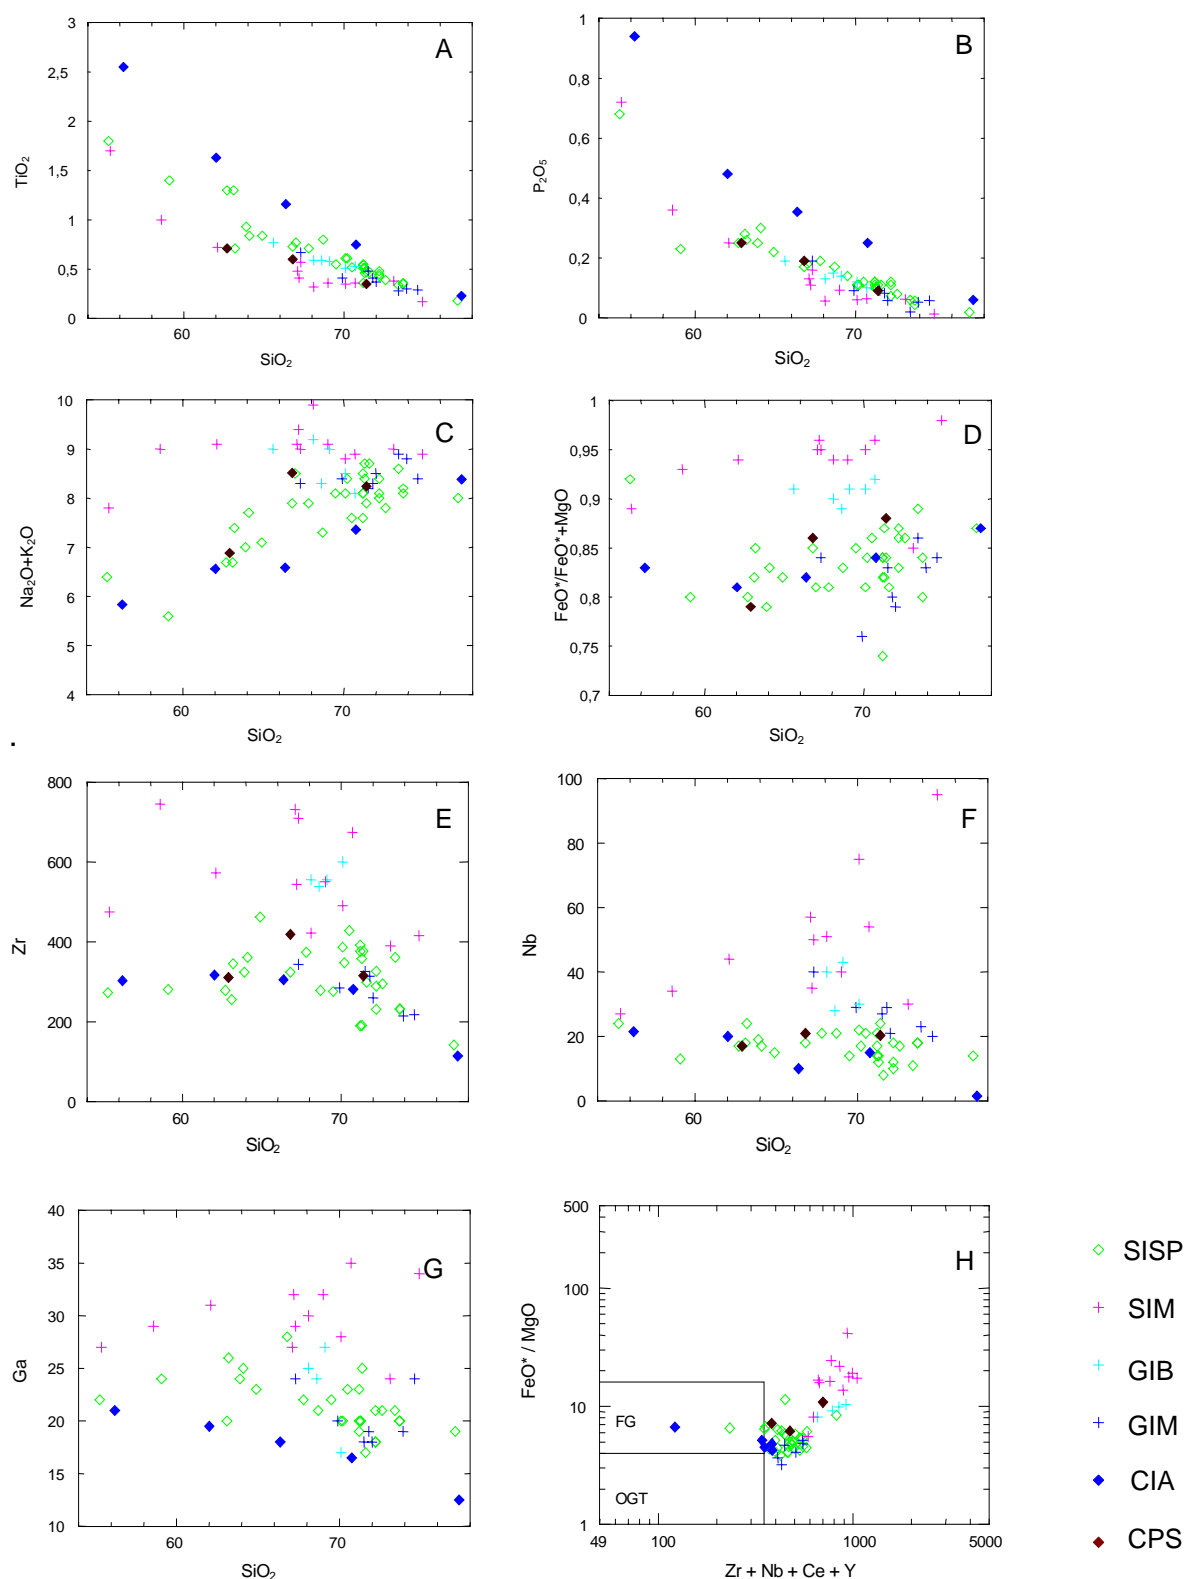 A
TiO2
3
2,5
2
1,5
1
0,5
0
60
70
SiO2
B
P2O5
1
0,8
0,6
0,4
0,2
0
60
70
SiO2
C
Na2O+K2O
10
9
8
7
6
5
4
60
70
SiO2
D
FeO*/FeO*+MgO
1
0,95
0,9
0,85
0,8
0,75
0,7
60
70
SiO2
.
E
Zr
800
600
400
200
0
60
70
SiO2
F
Nb
100
80
60
40
20
0
60
70
SiO2
G
Ga
40
35
30
25
20
15
10
60
70
SiO2
H
FeO* / MgO
500
100
10
1
FG
OGT
49
100
1000
5000
Zr + Nb + Ce + Y
SISP
SIM
GIB
GIM
CIA
CPS